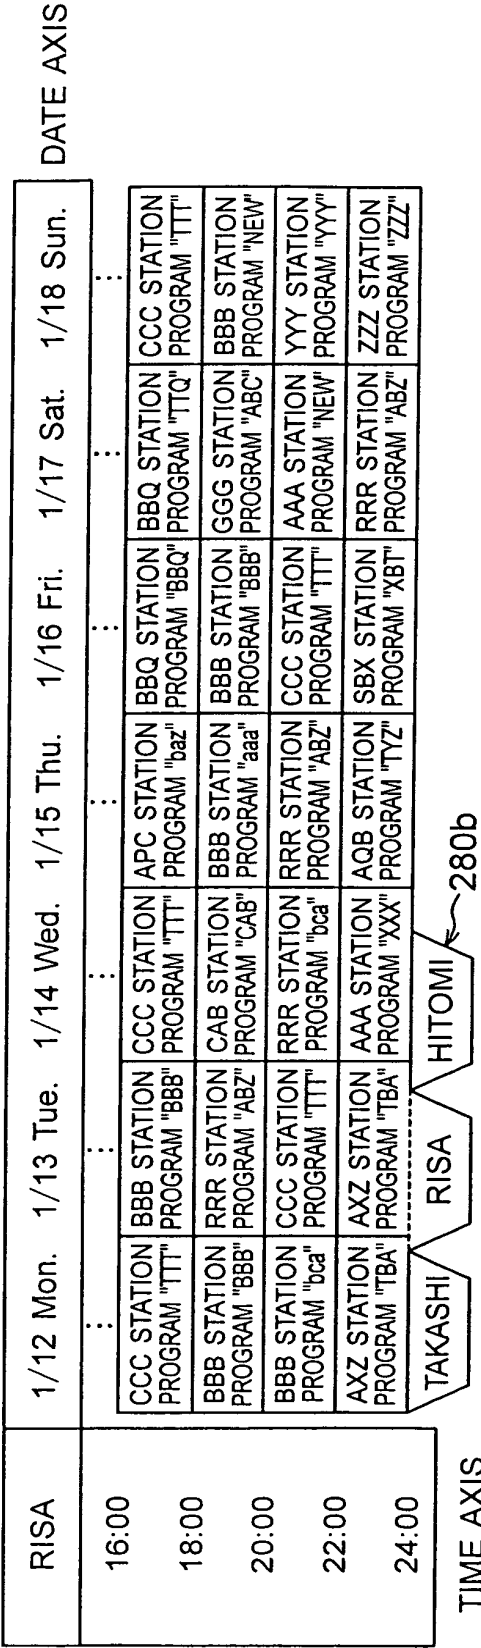 DATE AXIS
RISA 1/12 Mon. 1/13 Tue. 1/14 Wed. 1/15 Thu. 1/16 Fri. 1/17 Sat. 1/18 Sun.
⋮ ⋮ ⋮ ⋮ ⋮ ⋮ ⋮
16:00
CCC STATION BBB STATION CCC STATION APC STATION BBQ STATION BBQ STATION CCC STATION
PROGRAM "TTT" PROGRAM "BBB" PROGRAM "TTT" PROGRAM "baz" PROGRAM "BBQ" PROGRAM "TTQ" PROGRAM "TTT"
18:00
BBB STATION RRR STATION CAB STATION BBB STATION BBB STATION GGG STATION BBB STATION
PROGRAM "BBB" PROGRAM "ABZ" PROGRAM "CAB" PROGRAM "aaa" PROGRAM "BBB" PROGRAM "ABC" PROGRAM "NEW"
20:00
BBB STATION CCC STATION RRR STATION RRR STATION CCC STATION AAA STATION YYY STATION
PROGRAM "bca" PROGRAM "TTT" PROGRAM "bca" PROGRAM "ABZ" PROGRAM "TTT" PROGRAM "NEW" PROGRAM "YYY"
22:00
AXZ STATION AXZ STATION AAA STATION AQB STATION SBX STATION RRR STATION ZZZ STATION
PROGRAM "TBA" PROGRAM "TBA" PROGRAM "XXX" PROGRAM "TYZ" PROGRAM "XBT" PROGRAM "ABZ" PROGRAM "ZZZ"
24:00
TAKASHI RISA HITOMI 280b
TIME AXIS